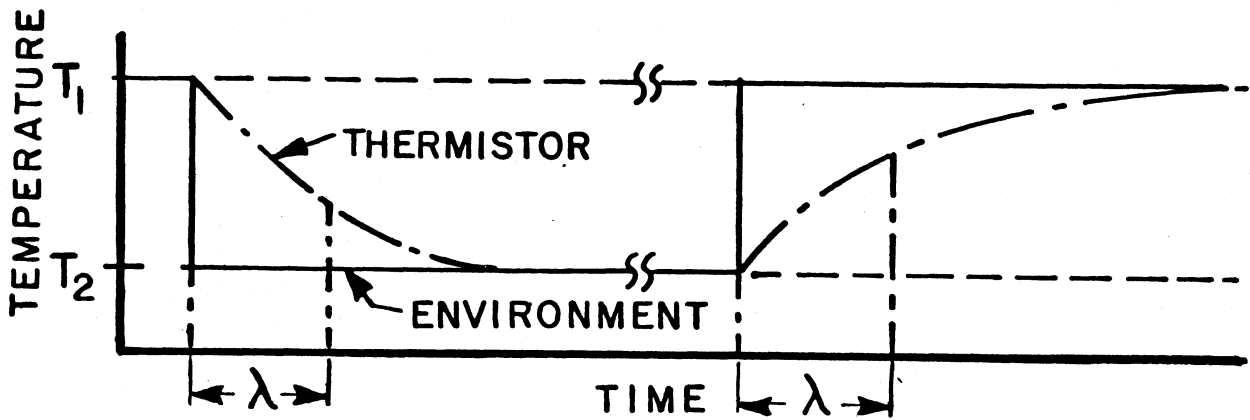 TEMPERATURE
T1
T2
THERMISTOR
ENVIRONMENT
λ
TIME
λ